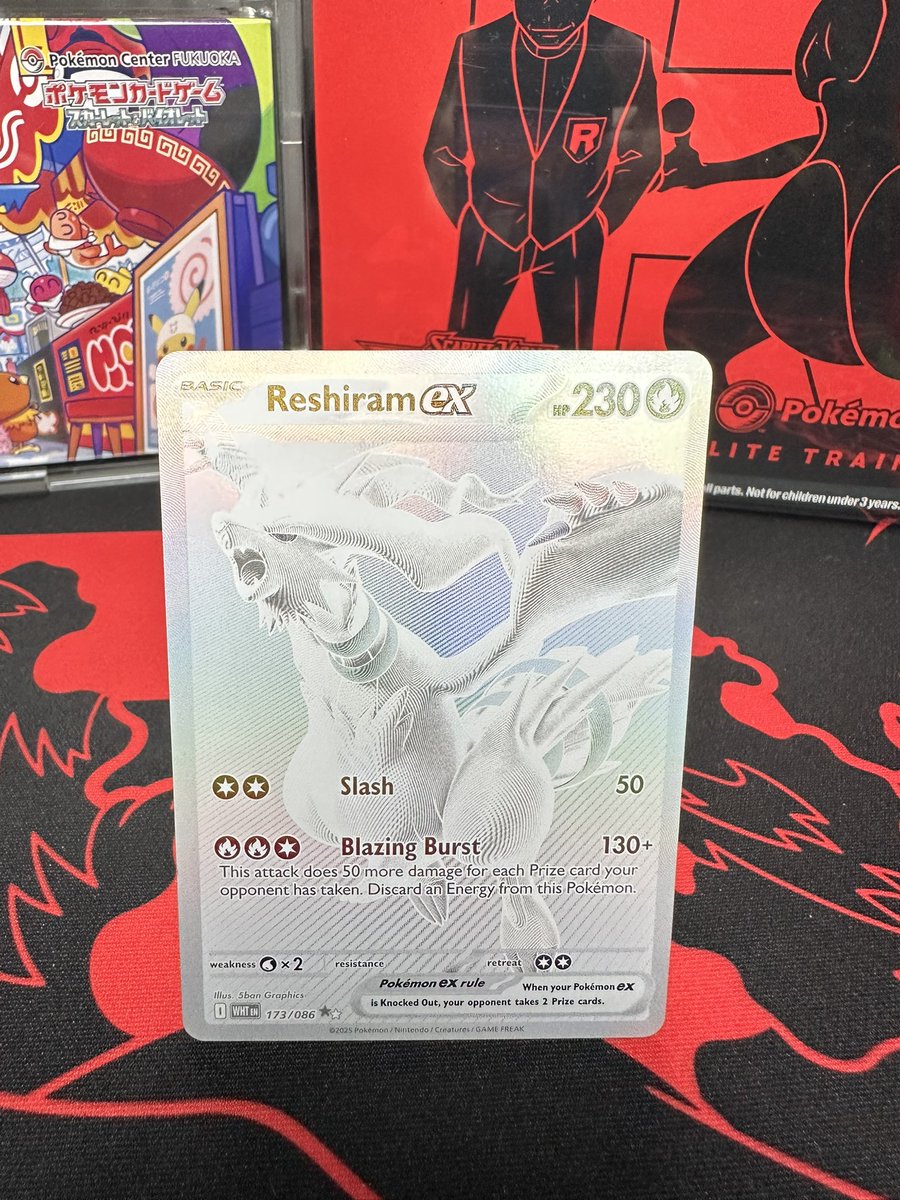 Pokémon Center FUKUOKA
ポケモンカードゲーム
スカーレット&バイオレット
R
Pokémo
LITE TRAI
ll parts. Not for children under 3 years.
BASIC
Reshiram ex
HP 230
Slash 50
Blazing Burst 130+
This attack does 50 more damage for each Prize card your
opponent has taken. Discard an Energy from this Pokémon.
weakness ×2 resistance retreat
Pokémon ex rule When your Pokémon ex
is Knocked Out, your opponent takes 2 Prize cards.
Illus. 5ban Graphics
I WHT EN 173/086
©2025 Pokémon / Nintendo / Creatures / GAME FREAK